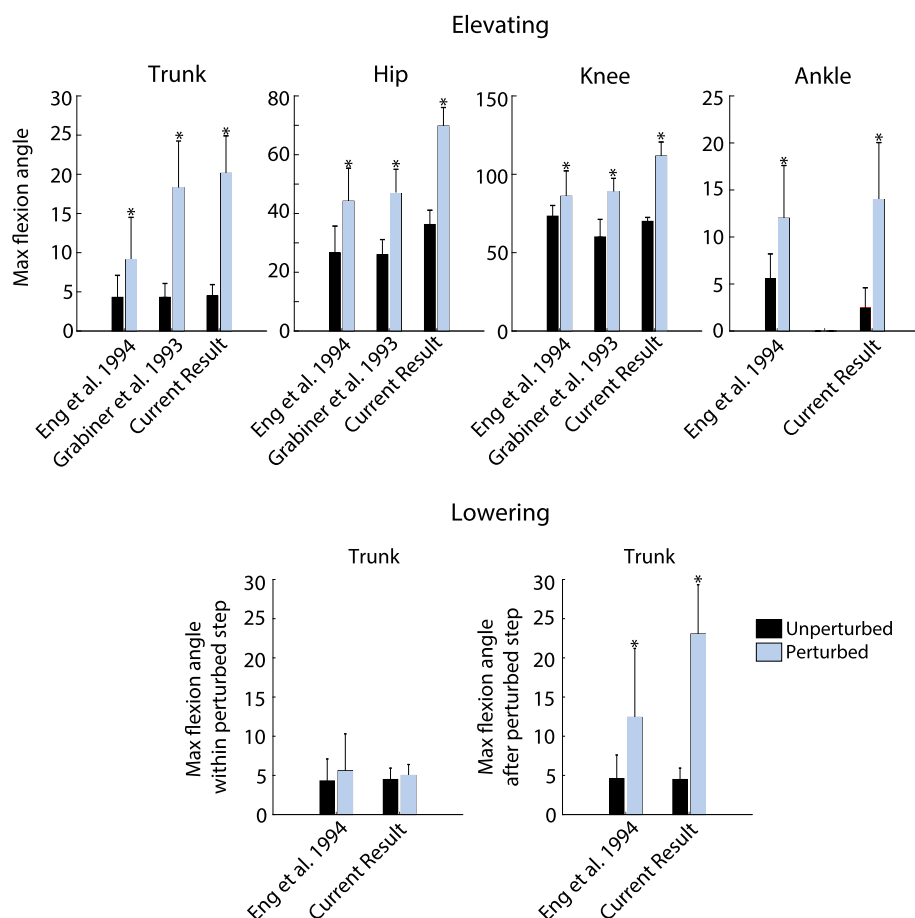 Elevating
Trunk
Hip
Knee
Ankle
Max flexion angle
30
25
20
15
10
5
0
80
60
40
20
0
150
100
50
0
25
20
15
10
5
0
*
*
*
*
*
*
*
*
*
*
*
Eng et al. 1994
Grabiner et al. 1993
Current Result
Eng et al. 1994
Grabiner et al. 1993
Current Result
Eng et al. 1994
Grabiner et al. 1993
Current Result
Eng et al. 1994
Current Result
Lowering
Trunk
Trunk
Max flexion angle
within perturbed step
30
25
20
15
10
5
0
Eng et al. 1994
Current Result
Max flexion angle
after perturbed step
30
25
20
15
10
5
0
*
*
Eng et al. 1994
Current Result
Unperturbed
Perturbed